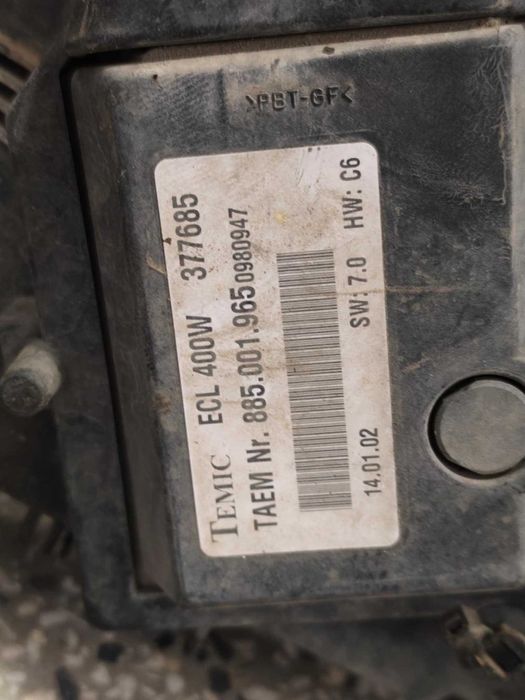 >PBT-GF<
TEMIC ECL 400W 377685
TAEM Nr. 885.001.965 0980947
14.01.02 SW: 7.0 HW: C6